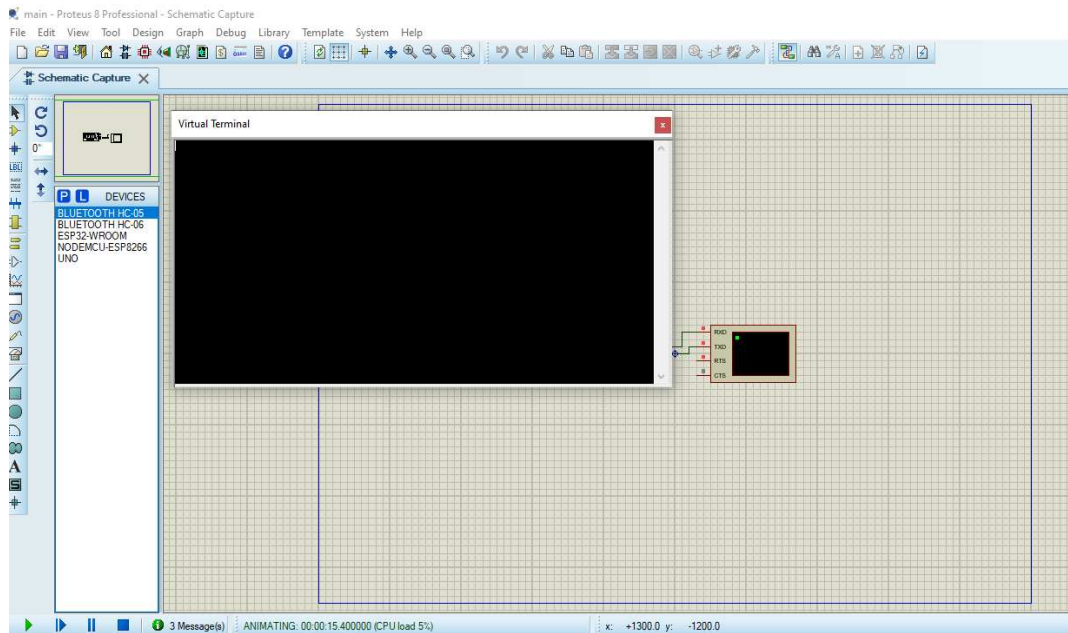 main - Proteus 8 Professional - Schematic Capture
File Edit View Tool Design Graph Debug Library Template System Help
Schematic Capture
Virtual Terminal
0°
LBL
P L DEVICES
BLUETOOTH HC-05
BLUETOOTH HC-06
ESP32-WROOM
NODEMCU-ESP8266
UNO
RXD
TXD
RTS
CTS
A
S
3 Message(s) ANIMATING: 00:00:15.400000 (CPU load 5%) x: +1300.0 y: -1200.0